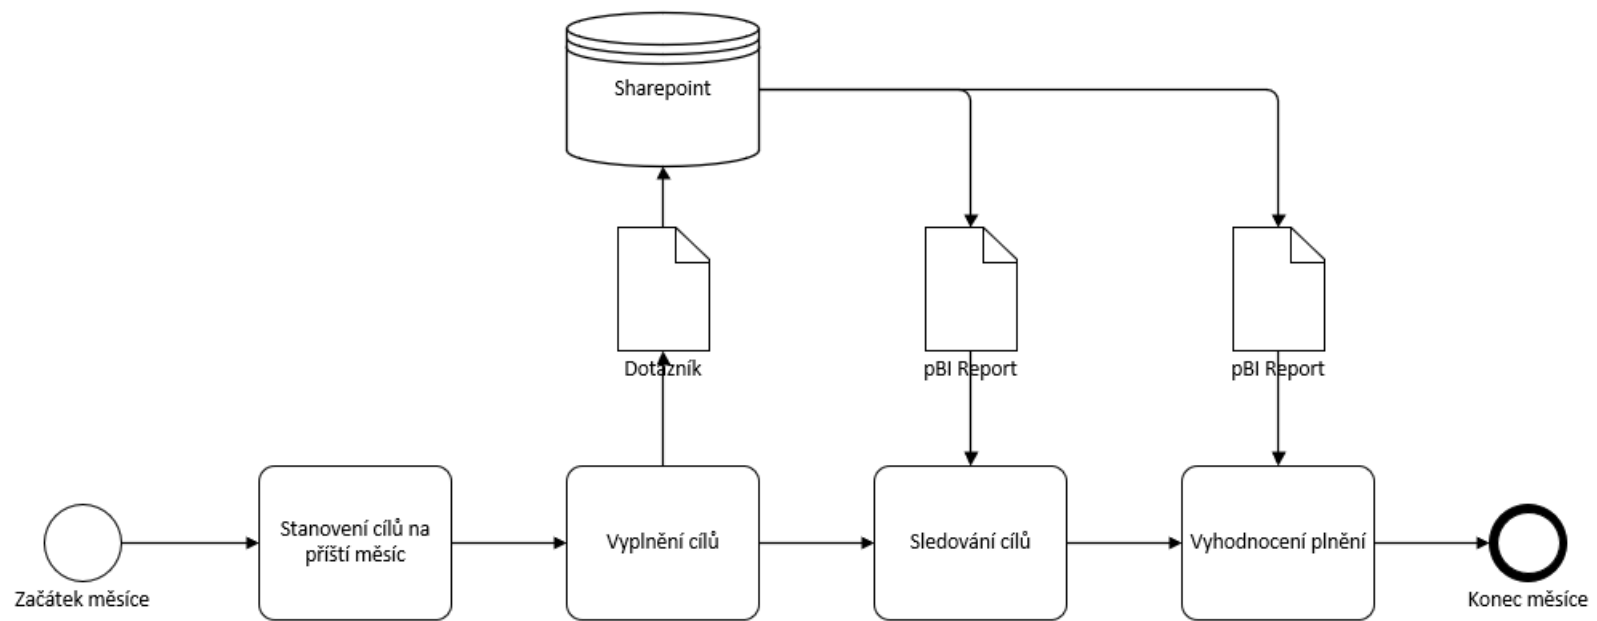 Sharepoint
Dotazník
pBI Report
pBI Report
Stanovení cílů na
příští měsíc
Vyplnění cílů
Sledování cílů
Vyhodnocení plnění
Začátek měsíce
Konec měsíce